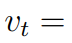 v_t =